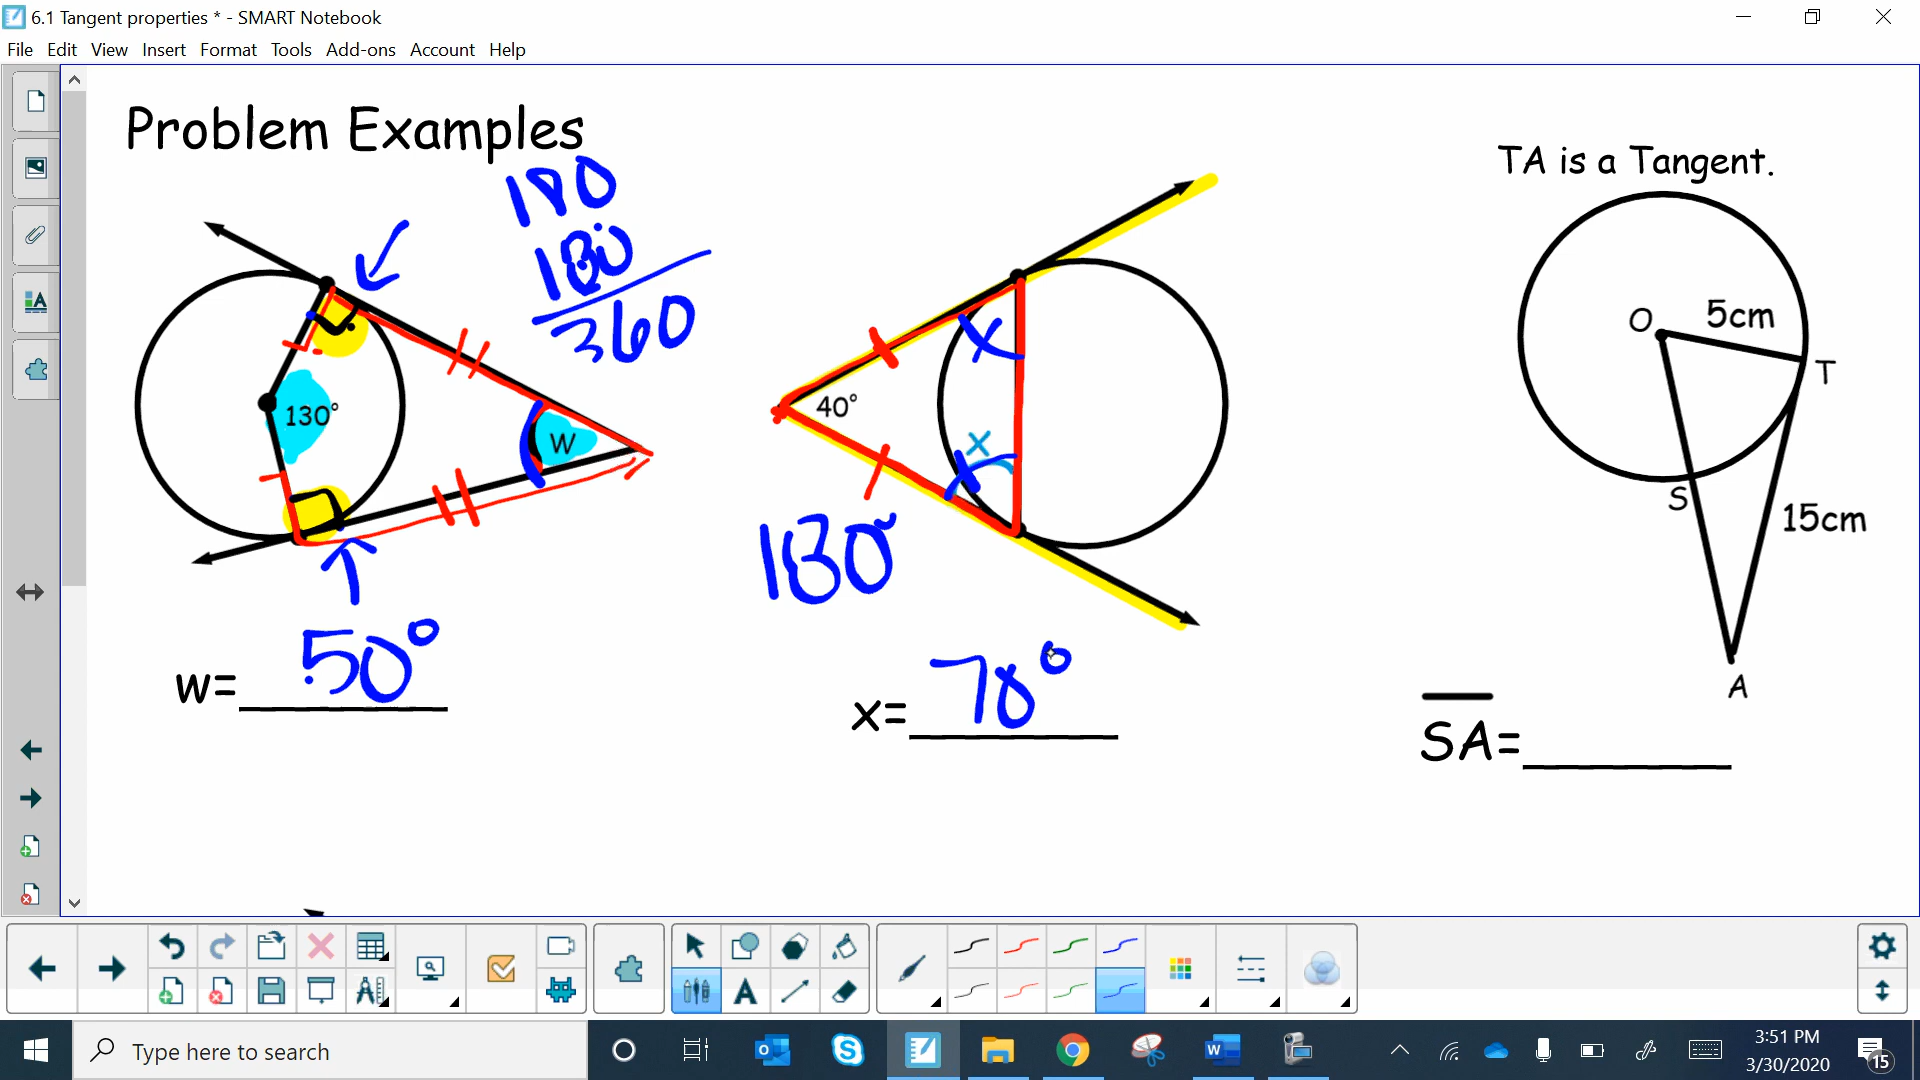 6.1 Tangent properties * - SMART Notebook
File Edit View Insert Format Tools Add-ons Account Help
Problem Examples
180
180
360
130°
W
w= 50°
40°
x
x
x
180°
x= 70°
TA is a Tangent.
O
5cm
T
S
15cm
A
SA=
A
Type here to search
3:51 PM
3/30/2020
15